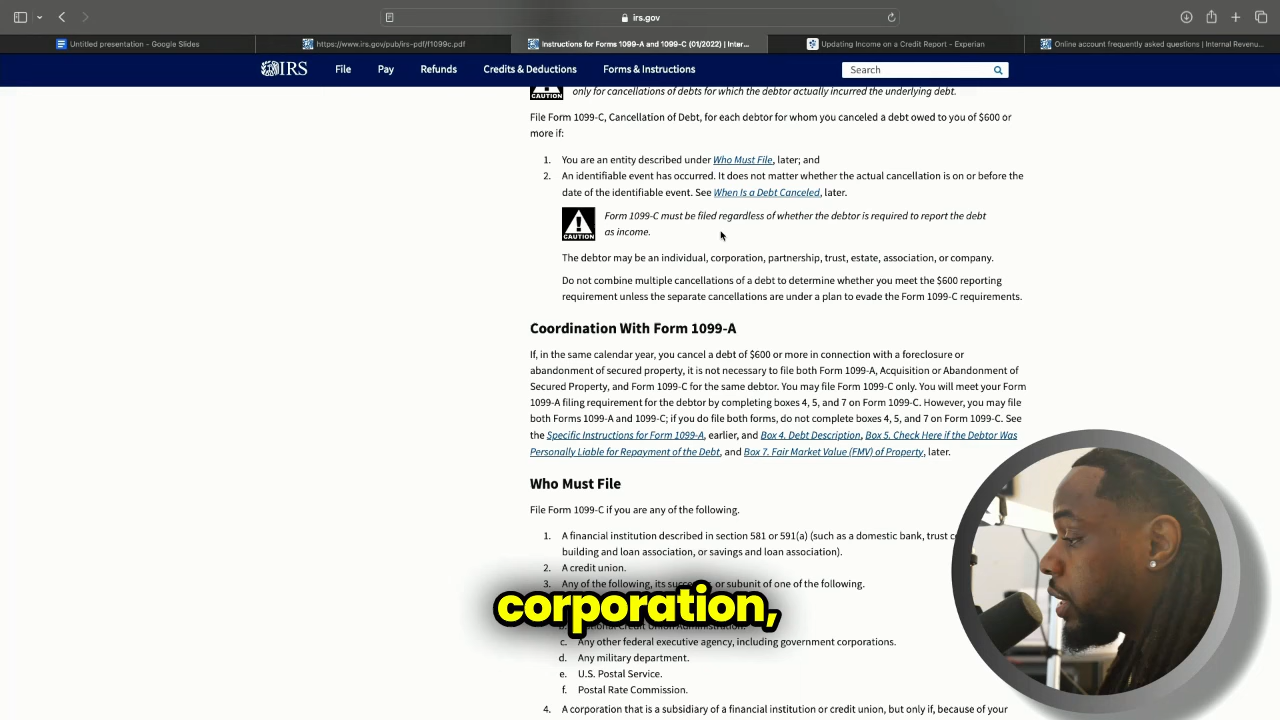 irs.gov
Untitled presentation - Google Slides
https://www.irs.gov/pub/irs-pdf/f1099c.pdf
Instructions for Forms 1099-A and 1099-C (01/2022) | Inter...
Updating Income on a Credit Report - Experian
Online account frequently asked questions | Internal Revenu...
IRS
File
Pay
Refunds
Credits & Deductions
Forms & Instructions
Search
CAUTION
only for cancellations of debts for which the debtor actually incurred the underlying debt.
File Form 1099-C, Cancellation of Debt, for each debtor for whom you canceled a debt owed to you of $600 or
more if:
1. You are an entity described under Who Must File, later; and
2. An identifiable event has occurred. It does not matter whether the actual cancellation is on or before the
date of the identifiable event. See When Is a Debt Canceled, later.
Form 1099-C must be filed regardless of whether the debtor is required to report the debt
CAUTION
as income.
The debtor may be an individual, corporation, partnership, trust, estate, association, or company.
Do not combine multiple cancellations of a debt to determine whether you meet the $600 reporting
requirement unless the separate cancellations are under a plan to evade the Form 1099-C requirements.
Coordination With Form 1099-A
If, in the same calendar year, you cancel a debt of $600 or more in connection with a foreclosure or
abandonment of secured property, it is not necessary to file both Form 1099-A, Acquisition or Abandonment of
Secured Property, and Form 1099-C for the same debtor. You may file Form 1099-C only. You will meet your Form
1099-A filing requirement for the debtor by completing boxes 4, 5, and 7 on Form 1099-C. However, you may file
both Forms 1099-A and 1099-C; if you do file both forms, do not complete boxes 4, 5, and 7 on Form 1099-C. See
the Specific Instructions for Form 1099-A, earlier, and Box 4. Debt Description, Box 5. Check Here if the Debtor Was
Personally Liable for Repayment of the Debt, and Box 7. Fair Market Value (FMV) of Property, later.
Who Must File
File Form 1099-C if you are any of the following.
1. A financial institution described in section 581 or 591(a) (such as a domestic bank, trust
building and loan association, or savings and loan association).
2. A credit union.
3. Any of the following, its or subunit of one of the following.
corporation,
c. Any other federal executive agency, including government corporations.
d. Any military department.
e. U.S. Postal Service.
f. Postal Rate Commission.
4. A corporation that is a subsidiary of a financial institution or credit union, but only if, because of your